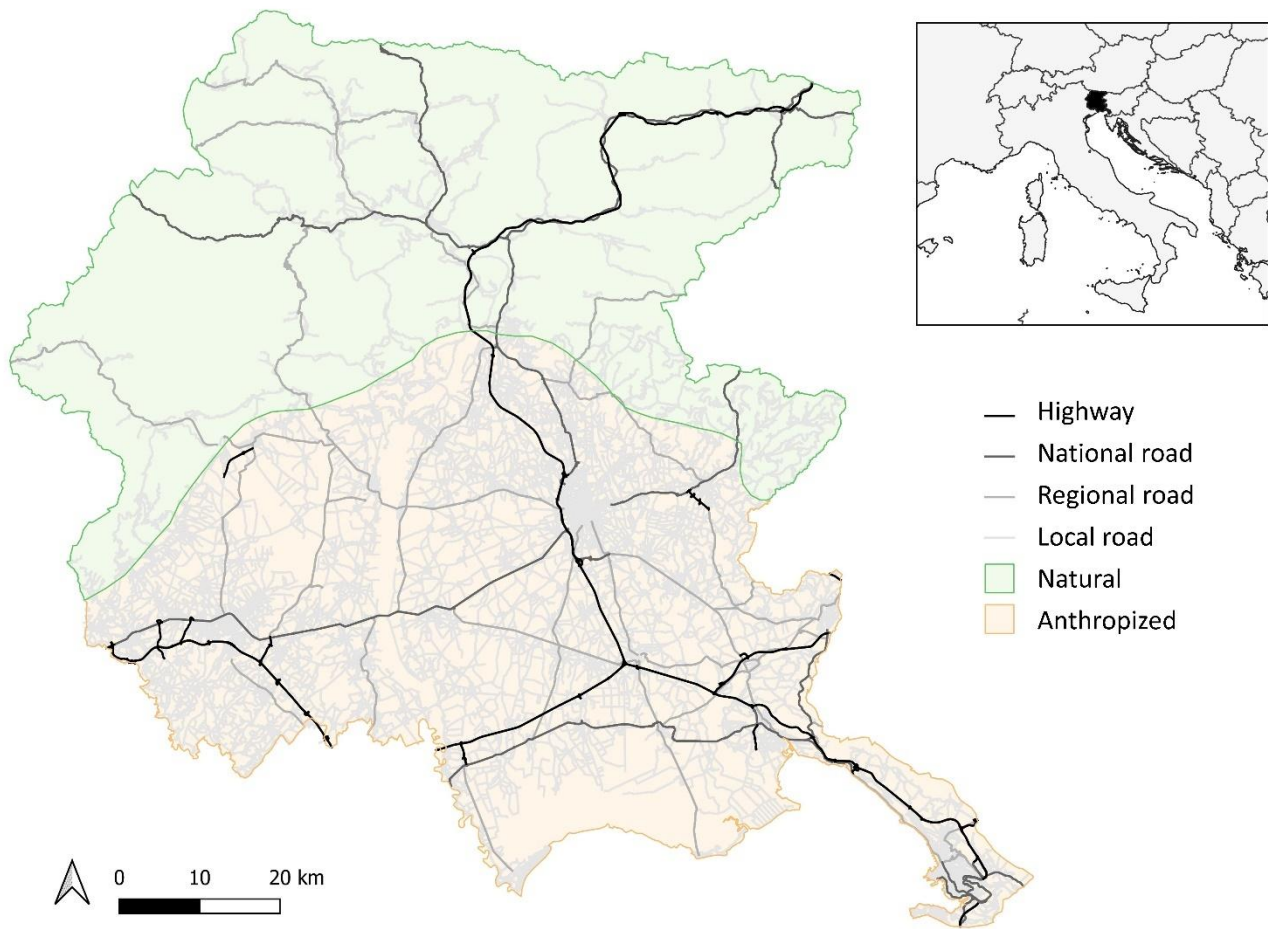 Highway
National road
Regional road
Local road
Natural
Anthropized
0 10 20 km